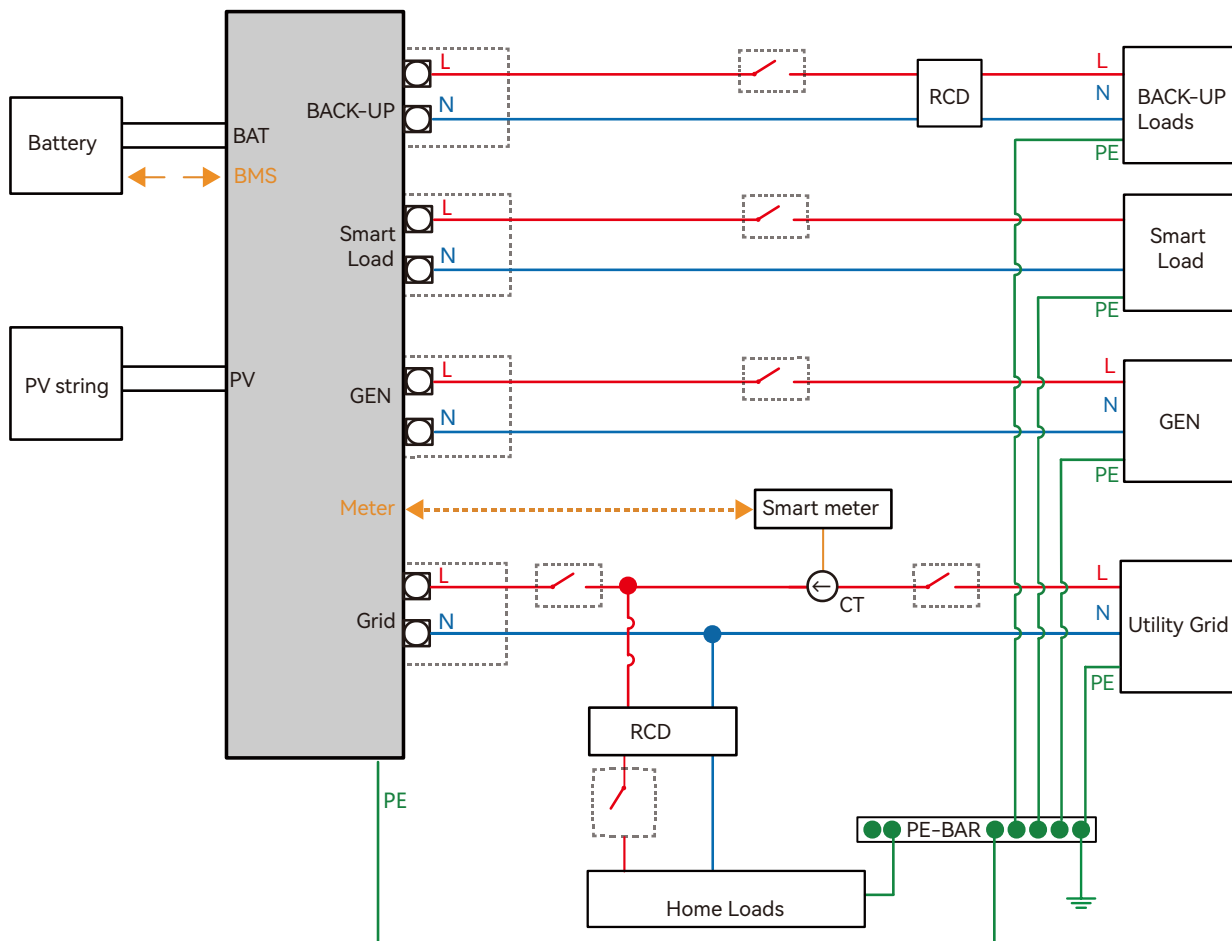 L
BACK-UP
N
RCD
L
N
BACK-UP
Loads
PE
Battery
BAT
BMS
L
Smart
Load
N
Smart
Load
PE
PV string
PV
L
GEN
N
L
N
GEN
PE
Meter
Smart meter
L
Grid
N
CT
L
N
Utility Grid
PE
RCD
PE
PE-BAR
Home Loads